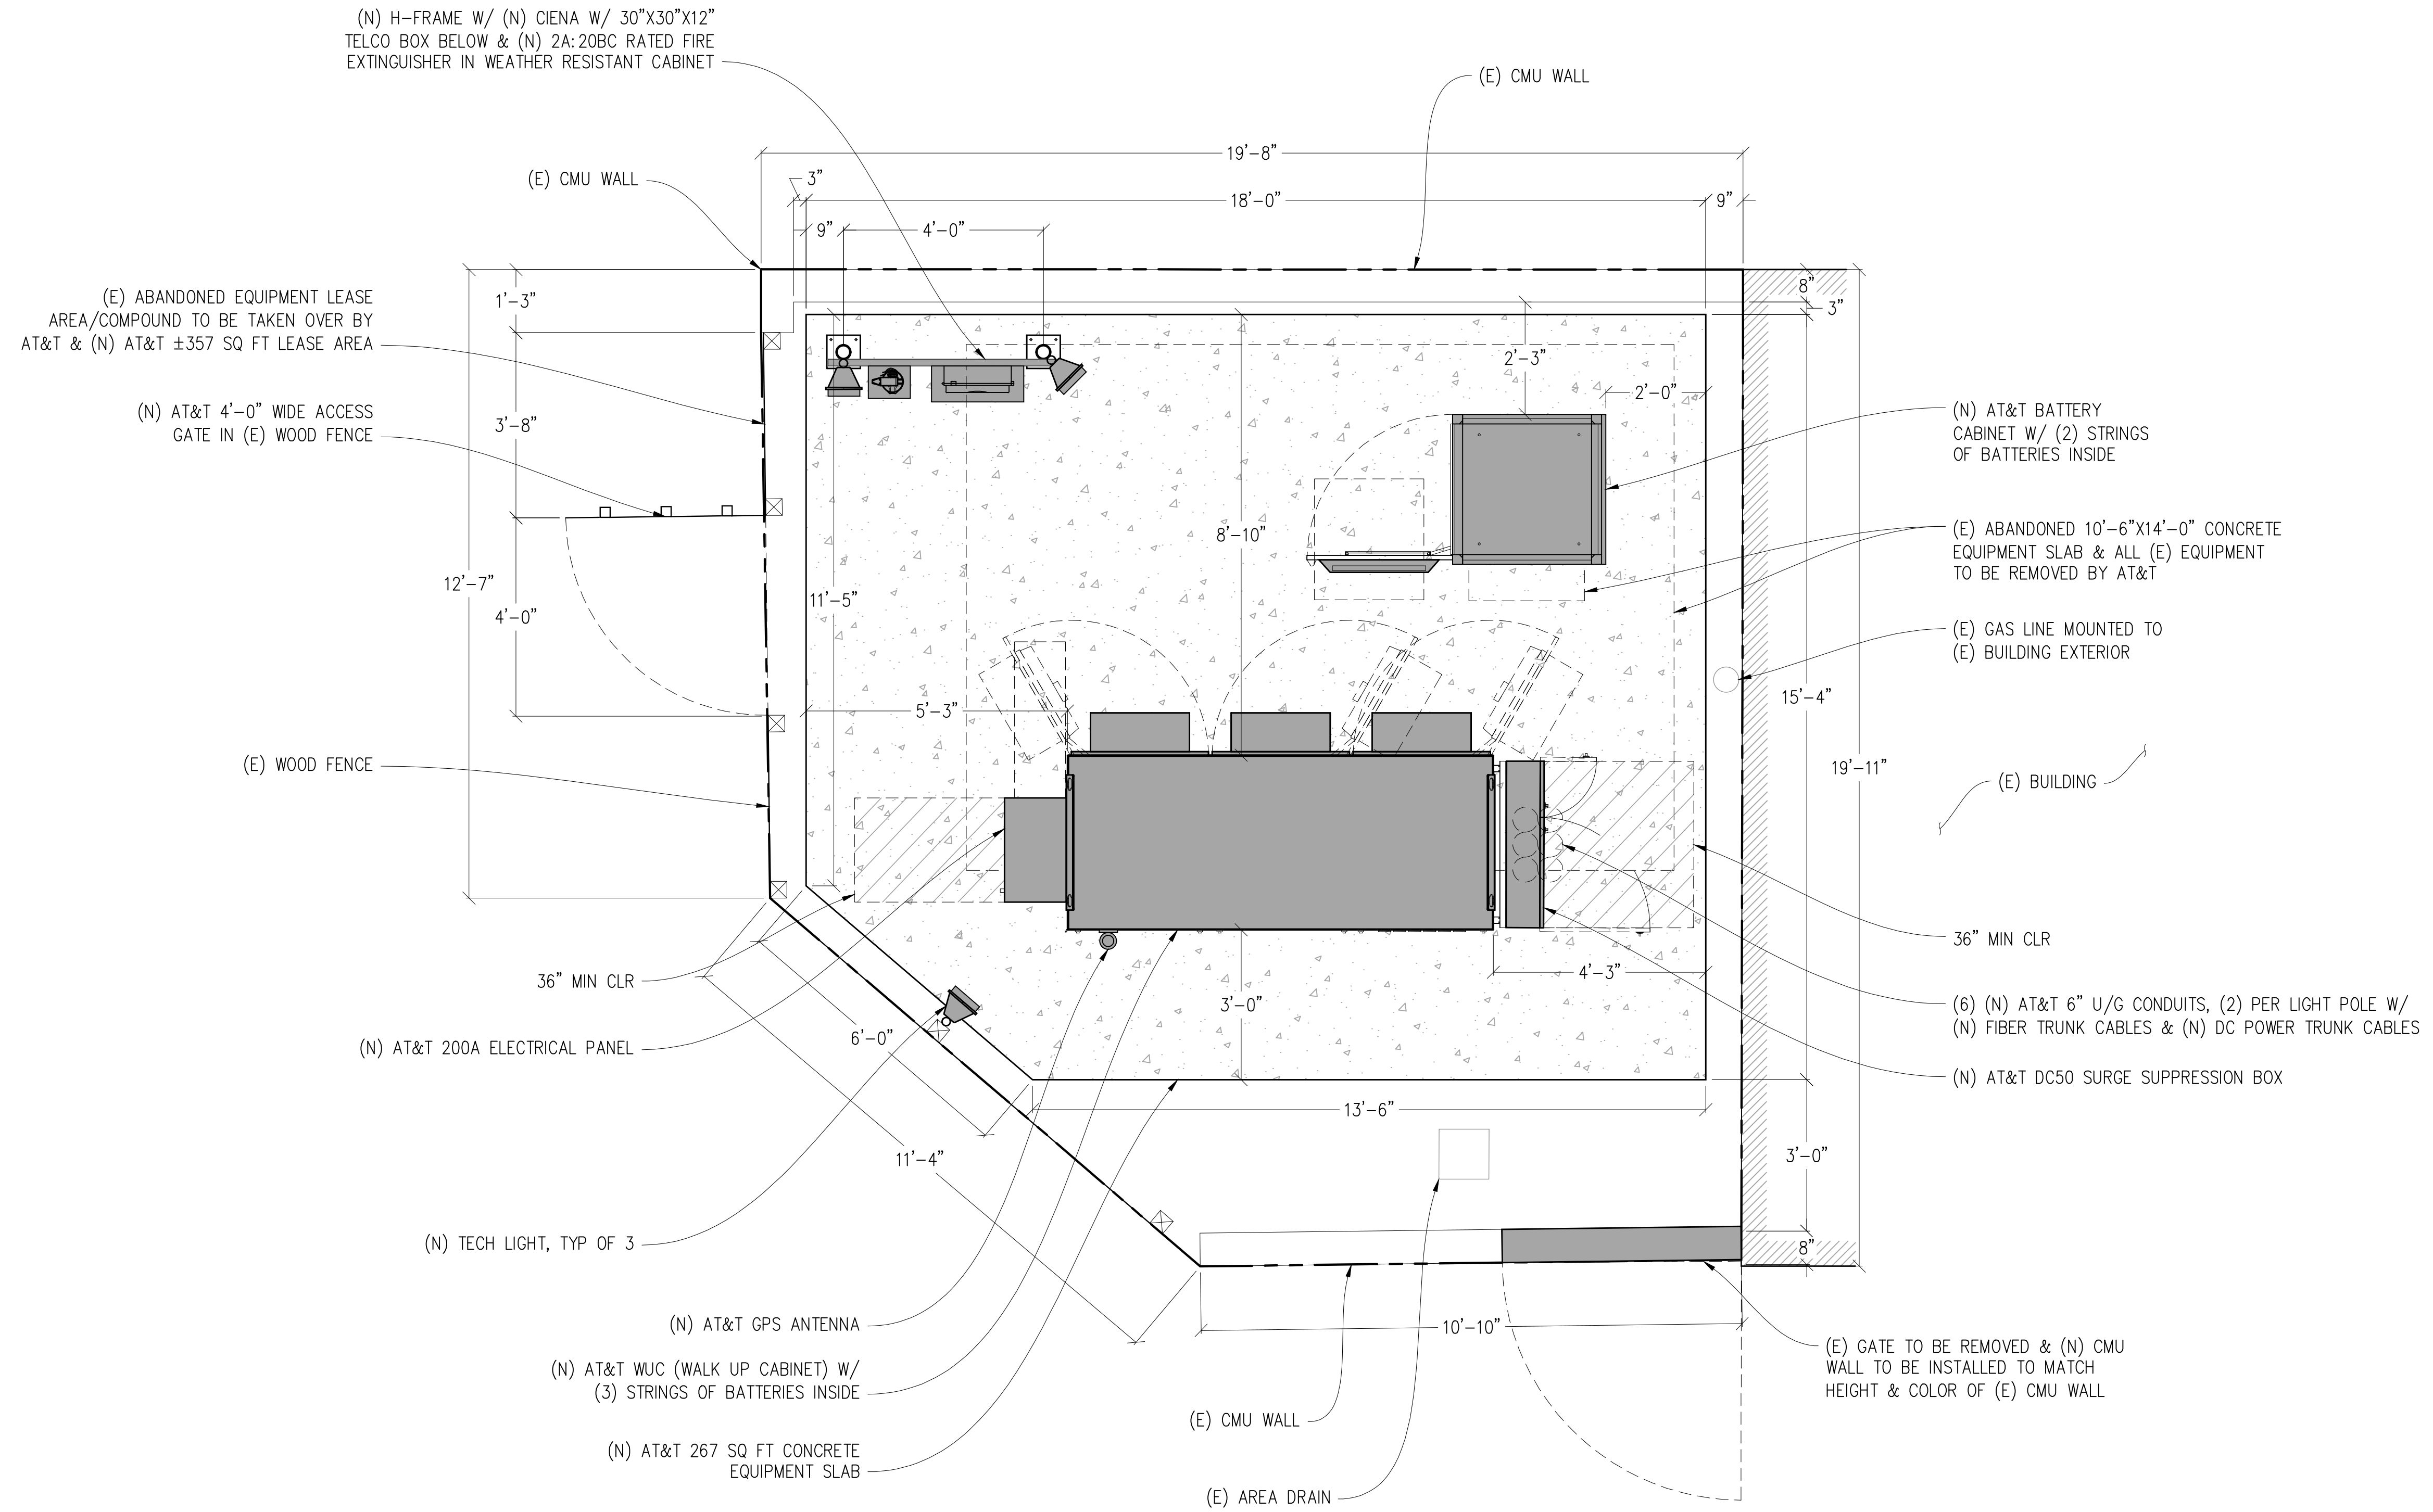 (N) H-FRAME W/ (N) CIENA W/ 30"X30"X12"
TELCO BOX BELOW & (N) 2A:20BC RATED FIRE
EXTINGUISHER IN WEATHER RESISTANT CABINET
(E) CMU WALL
19'-8"
(E) CMU WALL
3"
18'-0"
9"
9"
4'-0"
(E) ABANDONED EQUIPMENT LEASE
AREA/COMPOUND TO BE TAKEN OVER BY
AT&T & (N) AT&T ±357 SQ FT LEASE AREA
1'-3"
8"
3"
2'-3"
2'-0"
(N) AT&T 4'-0" WIDE ACCESS
GATE IN (E) WOOD FENCE
3'-8"
(N) AT&T BATTERY
CABINET W/ (2) STRINGS
OF BATTERIES INSIDE
8'-10"
(E) ABANDONED 10'-6"X14'-0" CONCRETE
EQUIPMENT SLAB & ALL (E) EQUIPMENT
TO BE REMOVED BY AT&T
12'-7"
11'-5"
4'-0"
(E) GAS LINE MOUNTED TO
(E) BUILDING EXTERIOR
5'-3"
15'-4"
(E) WOOD FENCE
19'-11"
(E) BUILDING
36" MIN CLR
36" MIN CLR
4'-3"
3'-0"
(6) (N) AT&T 6" U/G CONDUITS, (2) PER LIGHT POLE W/
(N) FIBER TRUNK CABLES & (N) DC POWER TRUNK CABLES
6'-0"
(N) AT&T 200A ELECTRICAL PANEL
(N) AT&T DC50 SURGE SUPPRESSION BOX
13'-6"
11'-4"
3'-0"
(N) TECH LIGHT, TYP OF 3
8"
(N) AT&T GPS ANTENNA
10'-10"
(E) GATE TO BE REMOVED & (N) CMU
WALL TO BE INSTALLED TO MATCH
HEIGHT & COLOR OF (E) CMU WALL
(N) AT&T WUC (WALK UP CABINET) W/
(3) STRINGS OF BATTERIES INSIDE
(E) CMU WALL
(N) AT&T 267 SQ FT CONCRETE
EQUIPMENT SLAB
(E) AREA DRAIN